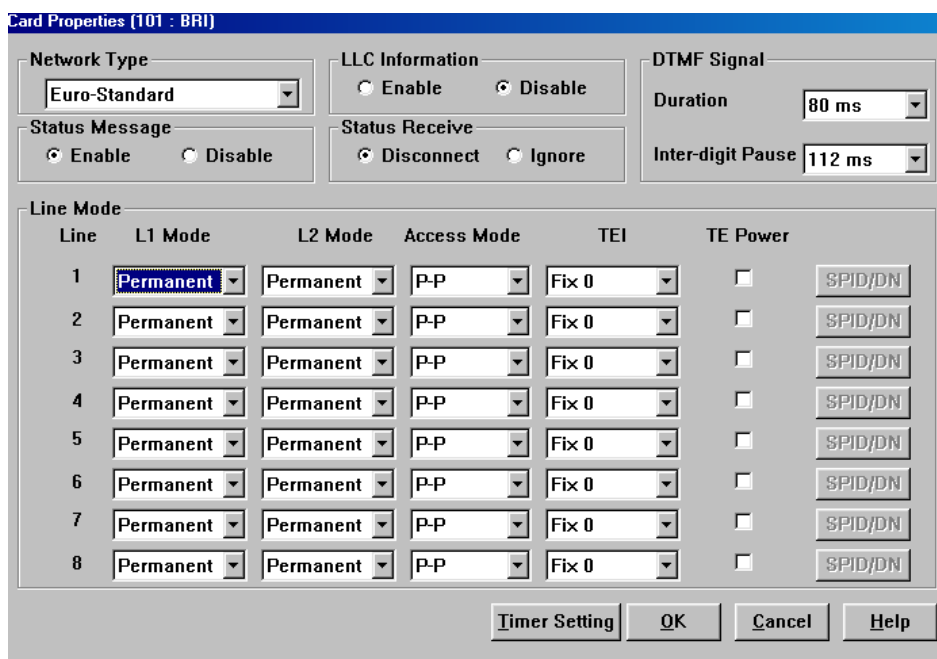 Card Properties (101 : BRI)
Network Type
Euro-Standard
LLC Information
Enable Disable
DTMF Signal
Duration 80 ms
Inter-digit Pause 112 ms
Status Message
Enable Disable
Status Receive
Disconnect Ignore
Line Mode
Line L1 Mode L2 Mode Access Mode TEI TE Power
1 Permanent Permanent P-P Fix 0 SPID/DN
2 Permanent Permanent P-P Fix 0 SPID/DN
3 Permanent Permanent P-P Fix 0 SPID/DN
4 Permanent Permanent P-P Fix 0 SPID/DN
5 Permanent Permanent P-P Fix 0 SPID/DN
6 Permanent Permanent P-P Fix 0 SPID/DN
7 Permanent Permanent P-P Fix 0 SPID/DN
8 Permanent Permanent P-P Fix 0 SPID/DN
Timer Setting OK Cancel Help